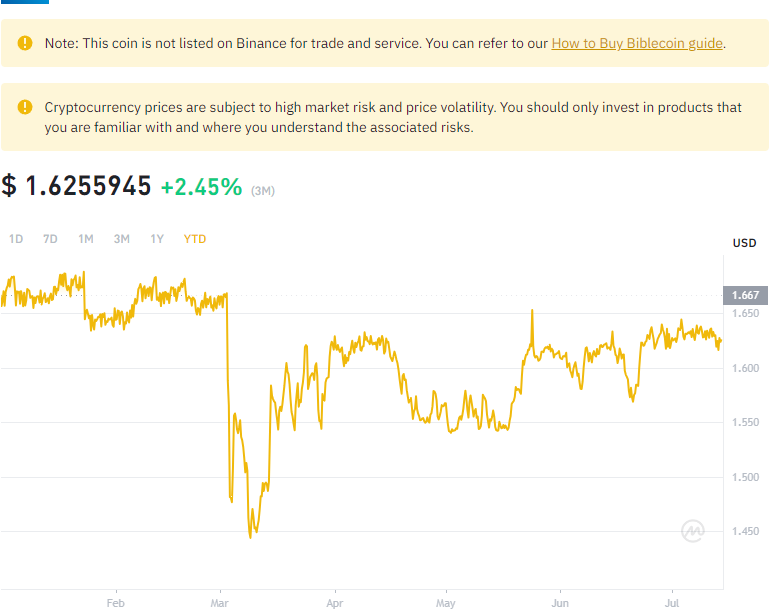 Note: This coin is not listed on Binance for trade and service. You can refer to our How to Buy Biblecoin guide.
Cryptocurrency prices are subject to high market risk and price volatility. You should only invest in products that
you are familiar with and where you understand the associated risks.
$ 1.6255945 +2.45% (3M)
1D 7D 1M 3M 1Y YTD
USD
1.667
1.650
1.600
1.550
1.500
1.450
Feb Mar Apr May Jun Jul